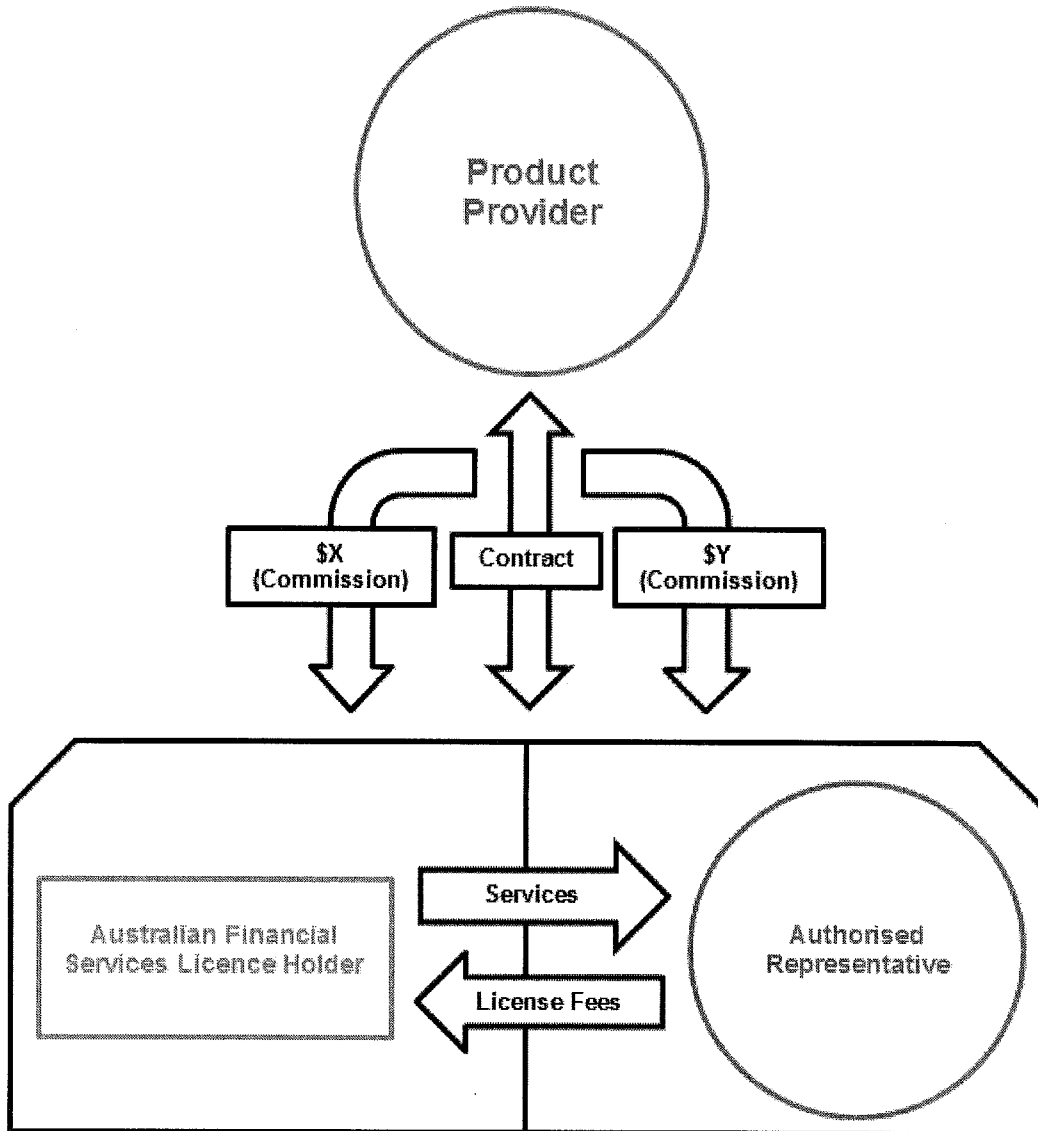 Product
Provider
$X
(Commission)
Contract
$Y
(Commission)
Services
Australian Financial
Services Licence Holder
Authorised
Representative
License Fees